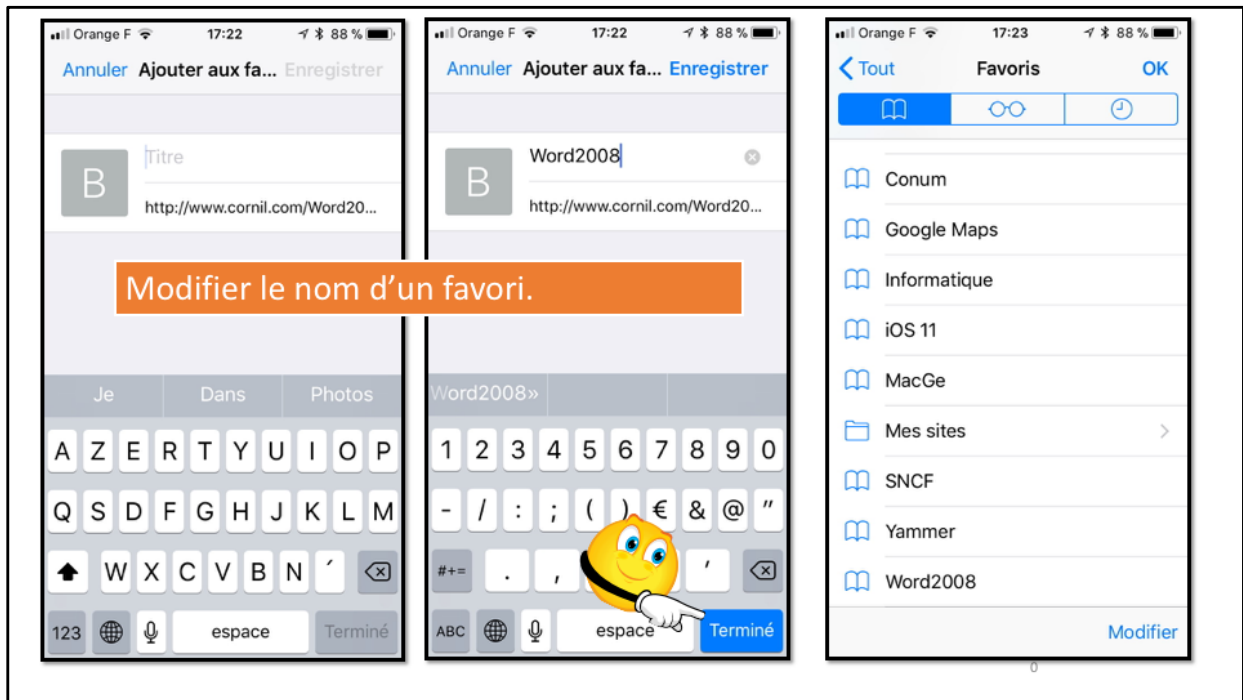 Orange F 17:22 88 %
Annuler Ajouter aux fa... Enregistrer
B
Titre
http://www.cornil.com/Word20...
Je Dans Photos
A Z E R T Y U I O P
Q S D F G H J K L M
W X C V B N ´
123 espace Terminé
Orange F 17:22 88 %
Annuler Ajouter aux fa... Enregistrer
B
Word2008
http://www.cornil.com/Word20...
Word2008»
1 2 3 4 5 6 7 8 9 0
- / : ; ( ) € & @ "
#+= . , '
ABC espace Terminé
Modifier le nom d’un favori.
Orange F 17:23 88 %
Tout Favoris OK
Conum
Google Maps
Informatique
iOS 11
MacGe
Mes sites
SNCF
Yammer
Word2008
Modifier
0